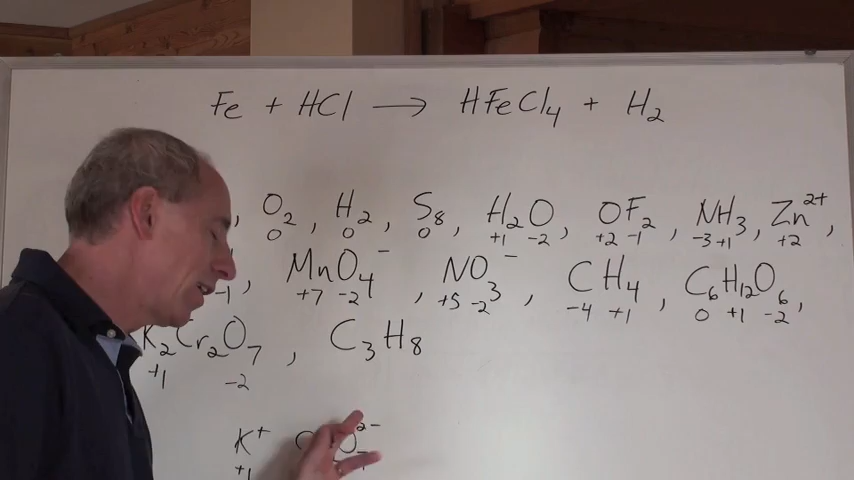 Fe + HCl → HFeCl₄ + H₂
, O₂ , H₂ , S₈ , H₂O , OF₂ , NH₃ , Zn²⁺ ,
0 0 0 +1 -2 +2 -1 -3 +1 +2
, MnO₄⁻ , NO₃⁻ , CH₄ , C₆H₁₂O₆ ,
-1 +7 -2 +5 -2 -4 +1 0 +1 -2
K₂Cr₂O₇ , C₃H₈
+1 -2
K⁺ O 2-
+1